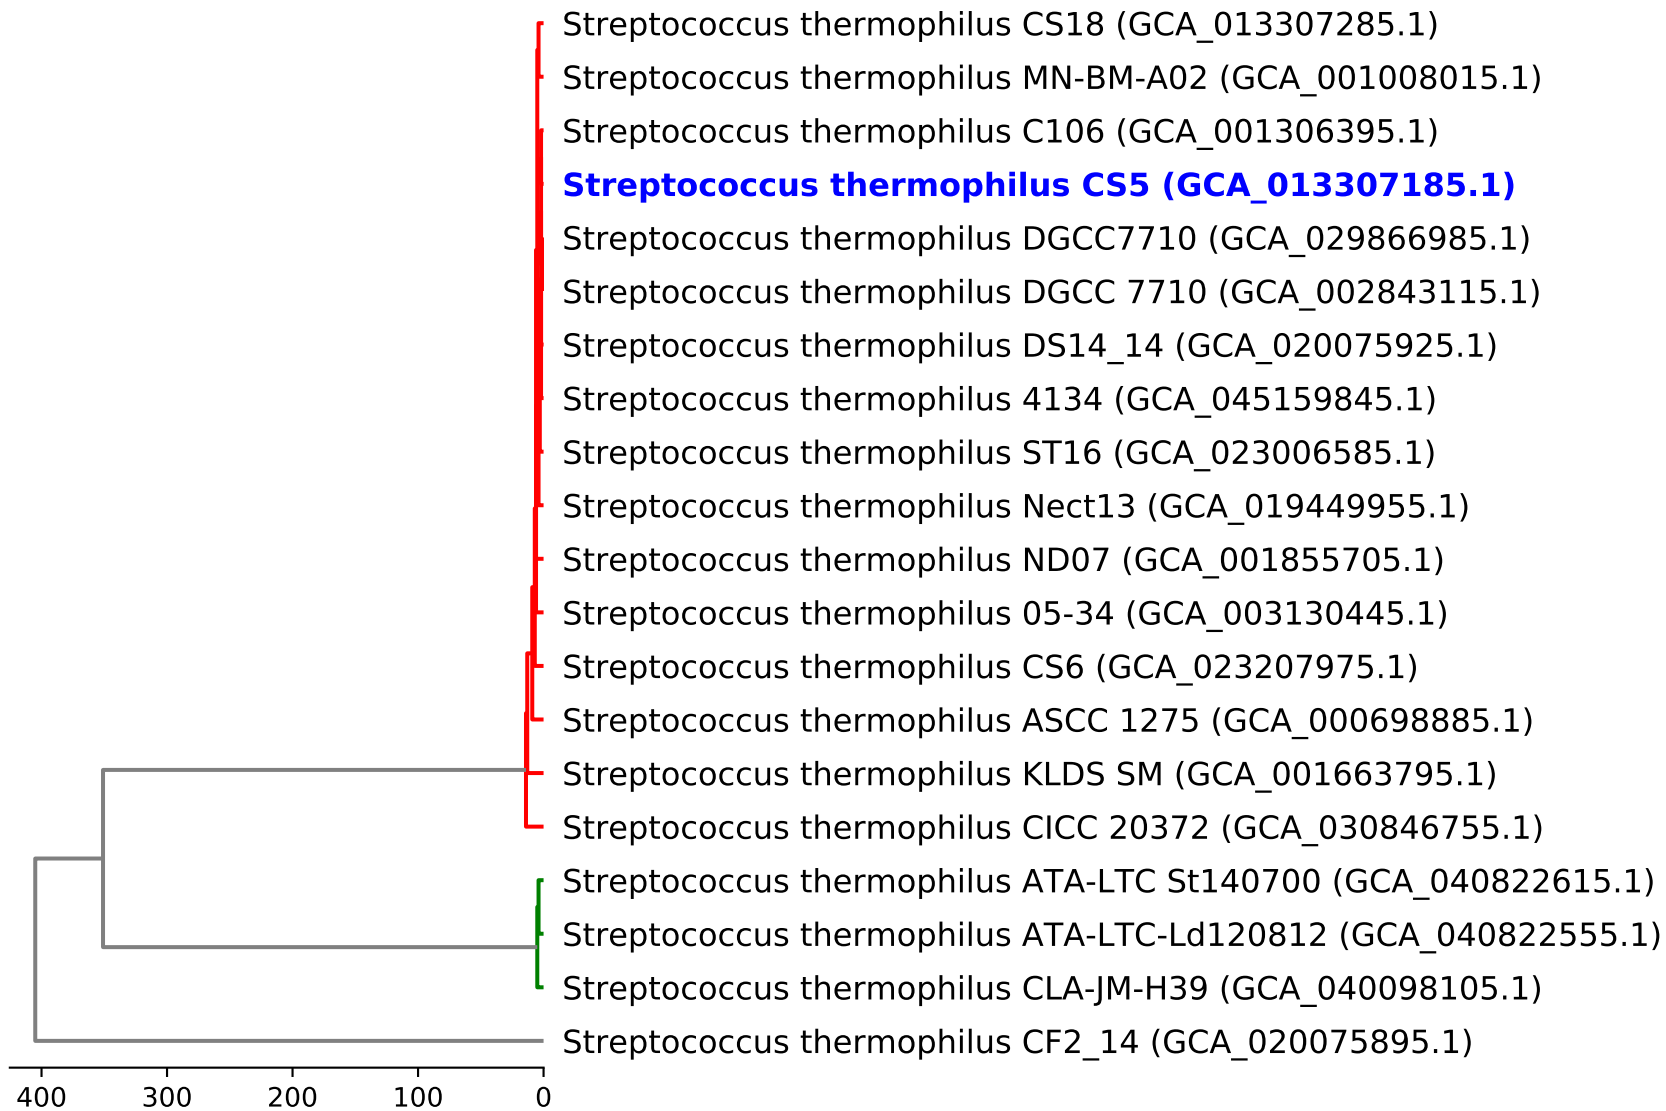 Streptococcus thermophilus CS18 (GCA_013307285.1)
Streptococcus thermophilus MN-BM-A02 (GCA_001008015.1)
Streptococcus thermophilus C106 (GCA_001306395.1)
Streptococcus thermophilus CS5 (GCA_013307185.1)
Streptococcus thermophilus DGCC7710 (GCA_029866985.1)
Streptococcus thermophilus DGCC 7710 (GCA_002843115.1)
Streptococcus thermophilus DS14_14 (GCA_020075925.1)
Streptococcus thermophilus 4134 (GCA_045159845.1)
Streptococcus thermophilus ST16 (GCA_023006585.1)
Streptococcus thermophilus Nect13 (GCA_019449955.1)
Streptococcus thermophilus ND07 (GCA_001855705.1)
Streptococcus thermophilus 05-34 (GCA_003130445.1)
Streptococcus thermophilus CS6 (GCA_023207975.1)
Streptococcus thermophilus ASCC 1275 (GCA_000698885.1)
Streptococcus thermophilus KLDS SM (GCA_001663795.1)
Streptococcus thermophilus CICC 20372 (GCA_030846755.1)
Streptococcus thermophilus ATA-LTC St140700 (GCA_040822615.1)
Streptococcus thermophilus ATA-LTC-Ld120812 (GCA_040822555.1)
Streptococcus thermophilus CLA-JM-H39 (GCA_040098105.1)
Streptococcus thermophilus CF2_14 (GCA_020075895.1)
400 300 200 100 0